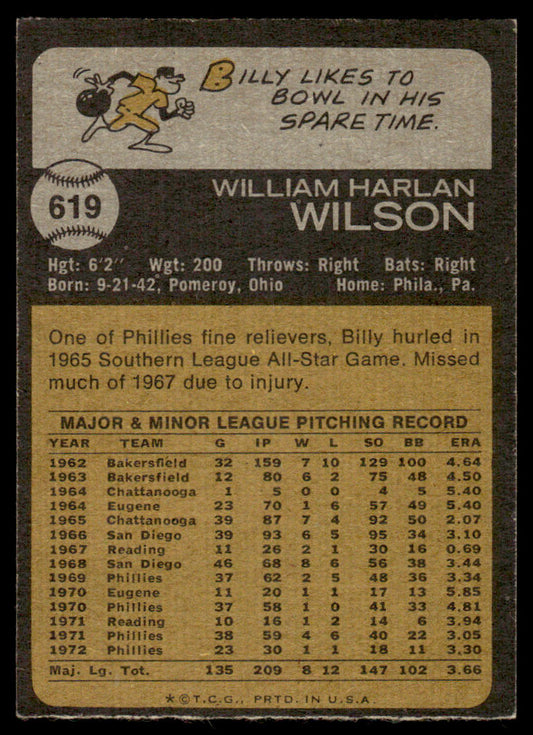 BILLY LIKES TO
BOWL IN HIS
SPARE TIME.
619
WILLIAM HARLAN
WILSON
Hgt: 6'2" Wgt: 200 Throws: Right Bats: Right
Born: 9-21-42, Pomeroy, Ohio Home: Phila., Pa.
One of Phillies fine relievers, Billy hurled in
1965 Southern League All-Star Game. Missed
much of 1967 due to injury.
MAJOR & MINOR LEAGUE PITCHING RECORD
YEAR TEAM G IP W L SO BB ERA
1962 Bakersfield 32 159 7 10 129 100 4.64
1963 Bakersfield 12 80 6 2 75 48 4.50
1964 Chattanooga 1 5 0 0 4 5 5.40
1964 Eugene 23 70 1 6 57 49 5.40
1965 Chattanooga 39 87 7 4 92 50 2.07
1966 San Diego 39 93 6 5 95 34 3.10
1967 Reading 11 26 2 1 30 16 0.69
1968 San Diego 46 68 8 6 56 38 3.44
1969 Phillies 37 62 2 5 48 36 3.34
1970 Eugene 11 20 1 1 17 13 5.85
1970 Phillies 37 58 1 0 41 33 4.81
1971 Reading 10 16 1 2 14 6 3.94
1971 Phillies 38 59 4 6 40 22 3.05
1972 Phillies 23 30 1 1 18 11 3.30
Maj. Lg. Tot. 135 209 8 12 147 102 3.66
*©T.C.G., PRTD. IN U.S.A.